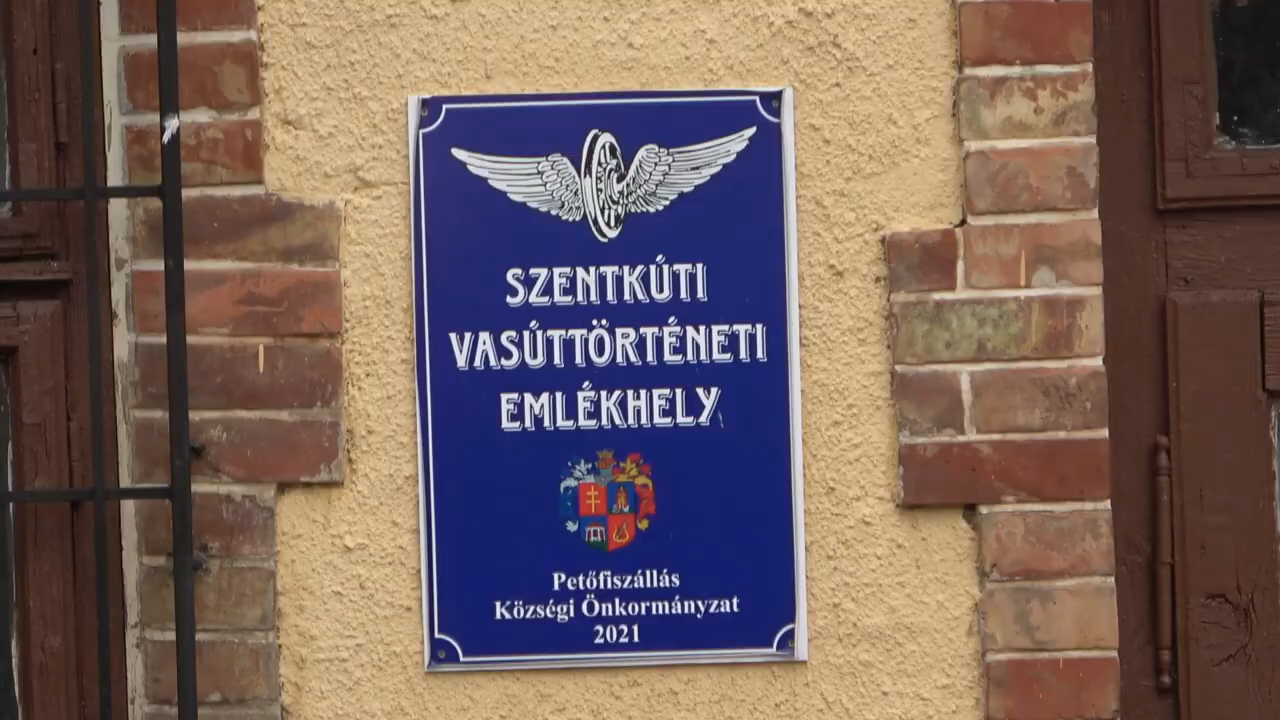 SZENTKÚTI
VASÚTTÖRTÉNETI
EMLÉKHELY
Petőfiszállás
Községi Önkormányzat
2021